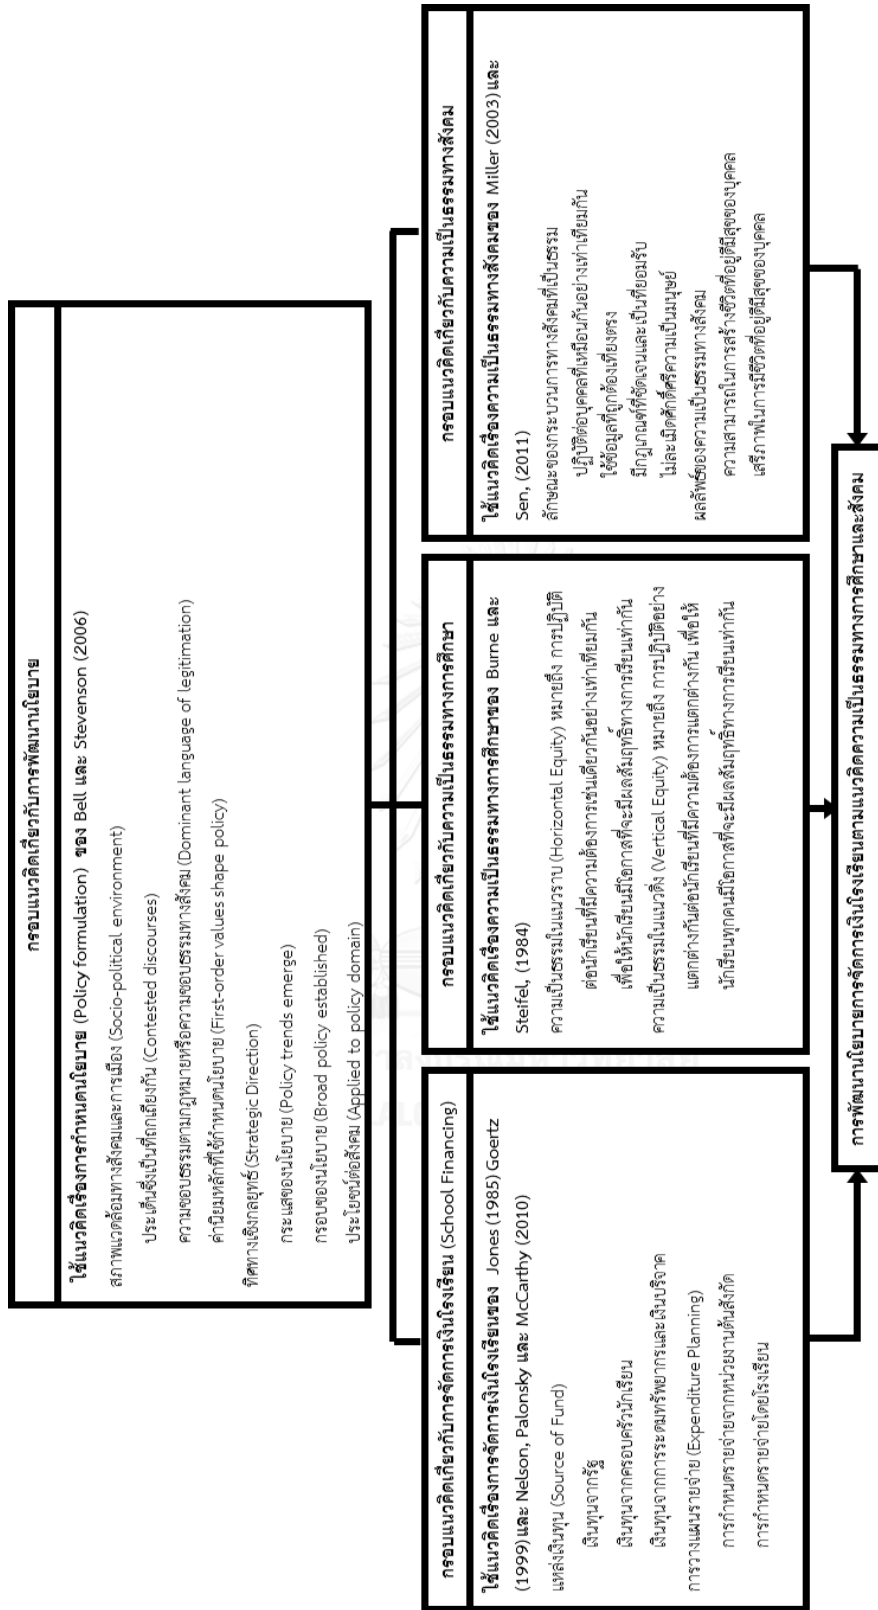 กรอบแนวคิดเกี่ยวกับการพัฒนานโยบาย
ใช้แนวคิดเรื่องการกำหนดนโยบาย (Policy formulation) ของ Bell และ Stevenson (2006)
สภาพแวดล้อมทางสังคมและการเมือง (Socio-political environment)
ประเด็นซึ่งเป็นที่ถกเถียงกัน (Contested discourses)
ความชอบธรรมตามกฎหมายหรือความชอบธรรมทางสังคม (Dominant language of legitimation)
ค่านิยมหลักที่ใช้กำหนดนโยบาย (First-order values shape policy)
ทิศทางเชิงกลยุทธ์ (Strategic Direction)
กระแสของนโยบาย (Policy trends emerge)
กรอบของนโยบาย (Broad policy established)
ประโยชน์ต่อสังคม (Applied to policy domain)
กรอบแนวคิดเกี่ยวกับการจัดการเงินโรงเรียน (School Financing)
ใช้แนวคิดเรื่องการจัดการเงินโรงเรียนของ Jones (1985) Goertz
(1999) และ Nelson, Palonsky และ McCarthy (2010)
แหล่งเงินทุน (Source of Fund)
เงินทุนจากรัฐ
เงินทุนจากครอบครัวนักเรียน
เงินทุนจากการระดมทรัพยากรและเงินบริจาค
การวางแผนรายจ่าย (Expenditure Planning)
การกำหนดรายจ่ายจากหน่วยงานต้นสังกัด
การกำหนดรายจ่ายโดยโรงเรียน
กรอบแนวคิดเกี่ยวกับความเป็นธรรมทางการศึกษา
ใช้แนวคิดเรื่องความเป็นธรรมทางการศึกษาของ Burne และ
Steifel, (1984)
ความเป็นธรรมในแนวราบ (Horizontal Equity) หมายถึง การปฏิบัติ
ต่อนักเรียนที่มีความต้องการเช่นเดียวกันอย่างเท่าเทียมกัน
เพื่อให้นักเรียนมีโอกาสที่จะมีผลสัมฤทธิทางการเรียนเท่ากัน
ความเป็นธรรมในแนวดิ่ง (Vertical Equity) หมายถึง การปฏิบัติอย่าง
แตกต่างกันต่อนักเรียนที่มีความต้องการแตกต่างกัน เพื่อให้
นักเรียนทุกคนมีโอกาสที่จะมีผลสัมฤทธิทางการเรียนเท่ากัน
กรอบแนวคิดเกี่ยวกับความเป็นธรรมทางสังคม
ใช้แนวคิดเรื่องความเป็นธรรมทางสังคมของ Miller (2003) และ
Sen, (2011)
ลักษณะของกระบวนการทางสังคมที่เป็นธรรม
ปฏิบัติต่อบุคคลที่เหมือนกันอย่างเท่าเทียมกัน
ใช้ข้อมูลที่ถูกต้องเที่ยงตรง
มีกฎเกณฑ์ที่ชัดเจนและเป็นที่ยอมรับ
ไม่ละเมิดศักดิ์ศรีความเป็นมนุษย์
ผลลัพธ์ของความเป็นธรรมทางสังคม
ความสามารถในการสร้างชีวิตที่อยู่ดีมีสุขของบุคคล
เสรีภาพในการมีชีวิตที่อยู่ดีมีสุขของบุคคล
การพัฒนานโยบายการจัดการเงินโรงเรียนตามแนวคิดความเป็นธรรมทางการศึกษาและสังคม